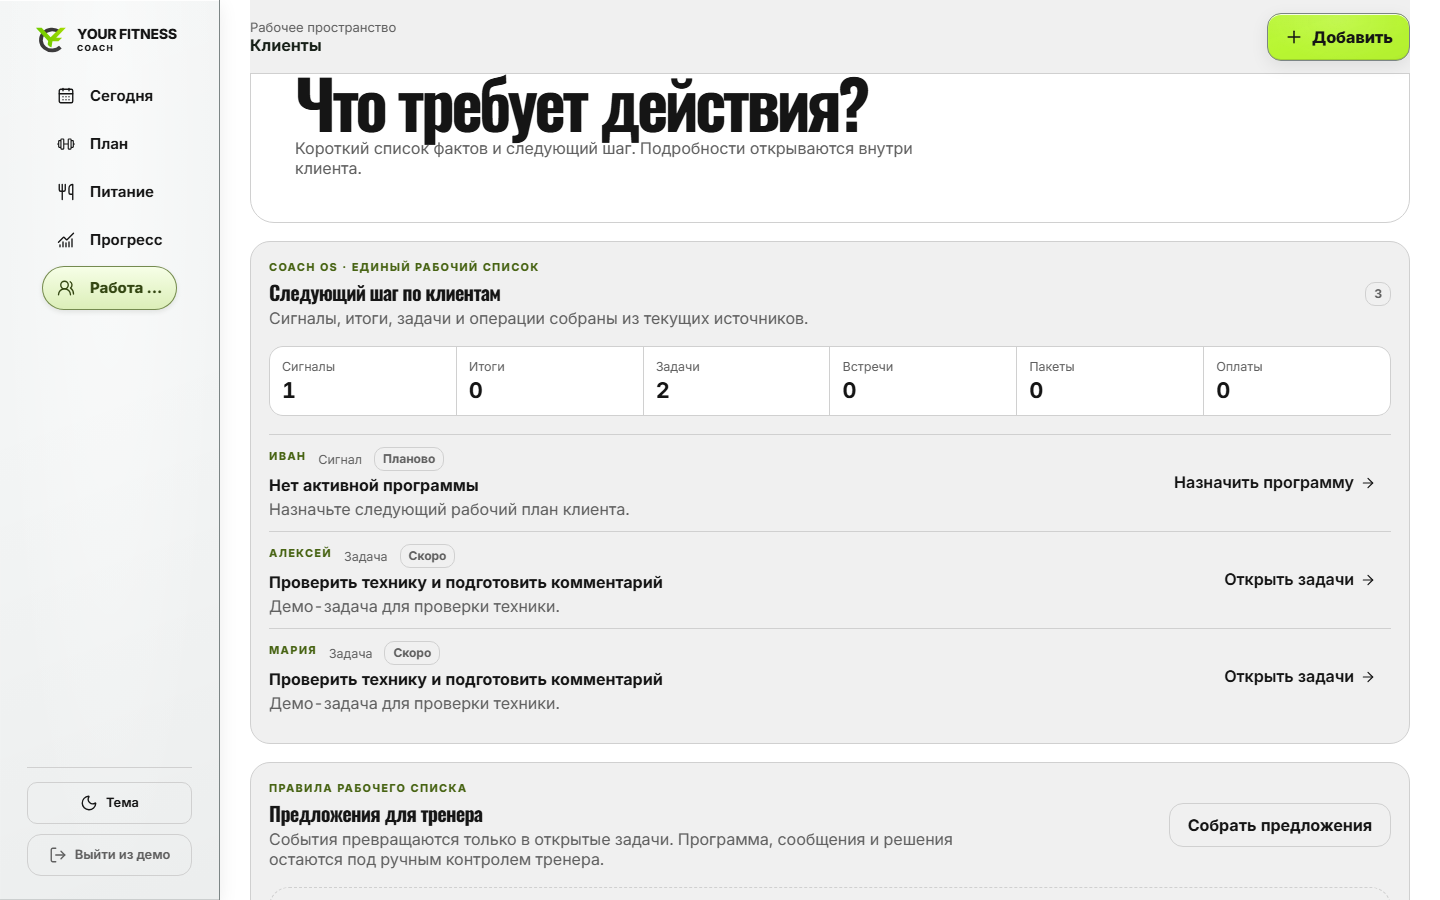 YOUR FITNESS
COACH
Сегодня
План
Питание
Прогресс
Работа ...
Тема
Выйти из демо
Рабочее пространство
Клиенты
Добавить
Что требует действия?
Короткий список фактов и следующий шаг. Подробности открываются внутри
клиента.
COACH OS · ЕДИНЫЙ РАБОЧИЙ СПИСОК
Следующий шаг по клиентам
3
Сигналы, итоги, задачи и операции собраны из текущих источников.
Сигналы Итоги Задачи Встречи Пакеты Оплаты
1 0 2 0 0 0
ИВАН Сигнал Планово
Нет активной программы
Назначьте следующий рабочий план клиента.
Назначить программу →
АЛЕКСЕЙ Задача Скоро
Проверить технику и подготовить комментарий
Демо-задача для проверки техники.
Открыть задачи →
МАРИЯ Задача Скоро
Проверить технику и подготовить комментарий
Демо-задача для проверки техники.
Открыть задачи →
ПРАВИЛА РАБОЧЕГО СПИСКА
Предложения для тренера
События превращаются только в открытые задачи. Программа, сообщения и решения
остаются под ручным контролем тренера.
Собрать предложения